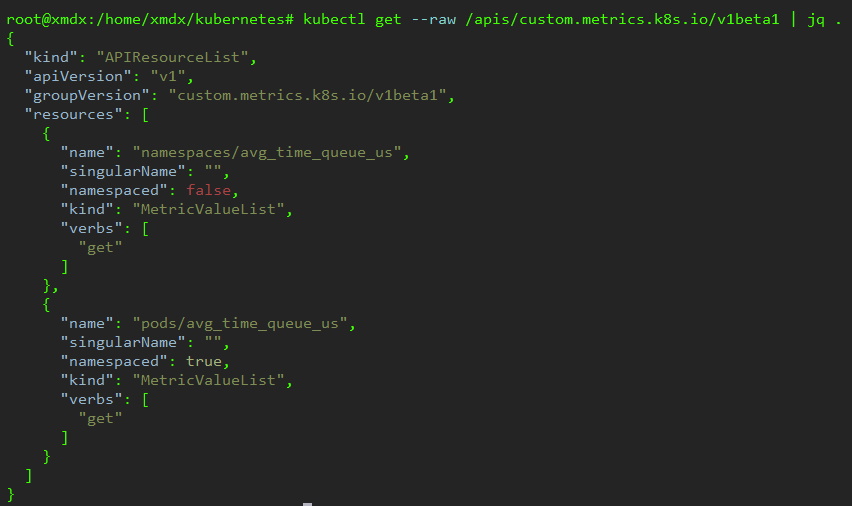 root@xmdx:/home/xmdx/kubernetes# kubectl get --raw /apis/custom.metrics.k8s.io/v1beta1 | jq .
{
  "kind": "APIResourceList",
  "apiVersion": "v1",
  "groupVersion": "custom.metrics.k8s.io/v1beta1",
  "resources": [
    {
      "name": "namespaces/avg_time_queue_us",
      "singularName": "",
      "namespaced": false,
      "kind": "MetricValueList",
      "verbs": [
        "get"
      ]
    },
    {
      "name": "pods/avg_time_queue_us",
      "singularName": "",
      "namespaced": true,
      "kind": "MetricValueList",
      "verbs": [
        "get"
      ]
    }
  ]
}